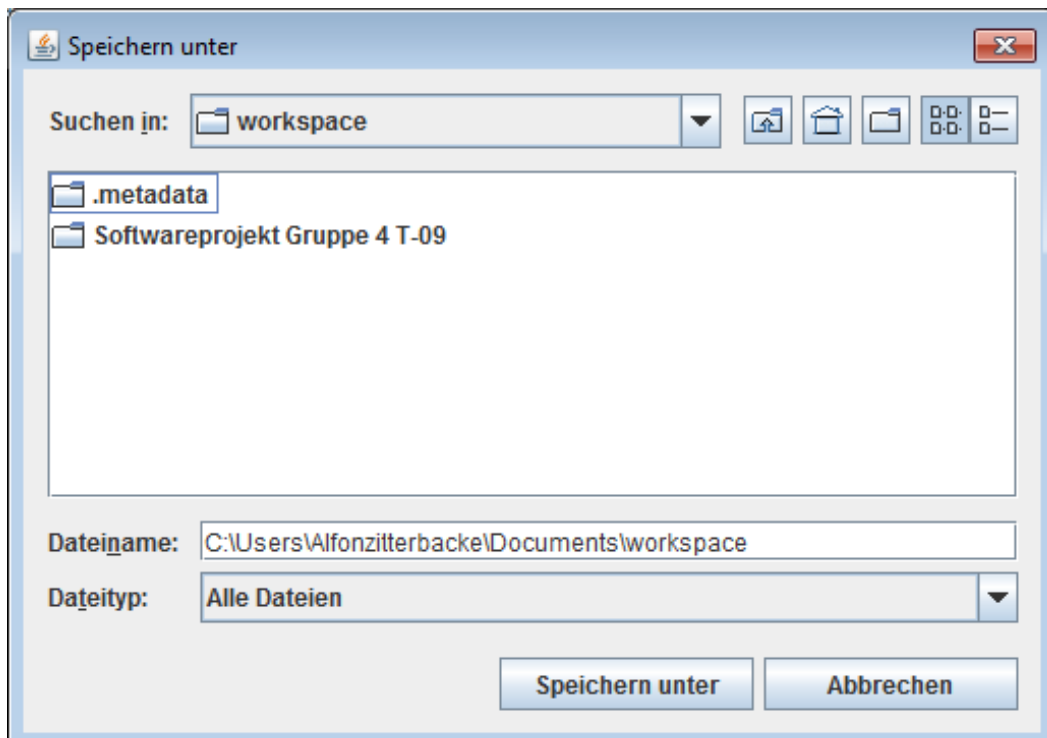 Speichern unter
Suchen in: workspace
.metadata
Softwareprojekt Gruppe 4 T-09
Dateiname: C:\Users\Alfonzitterbacke\Documents\workspace
Dateityp: Alle Dateien
Speichern unter Abbrechen